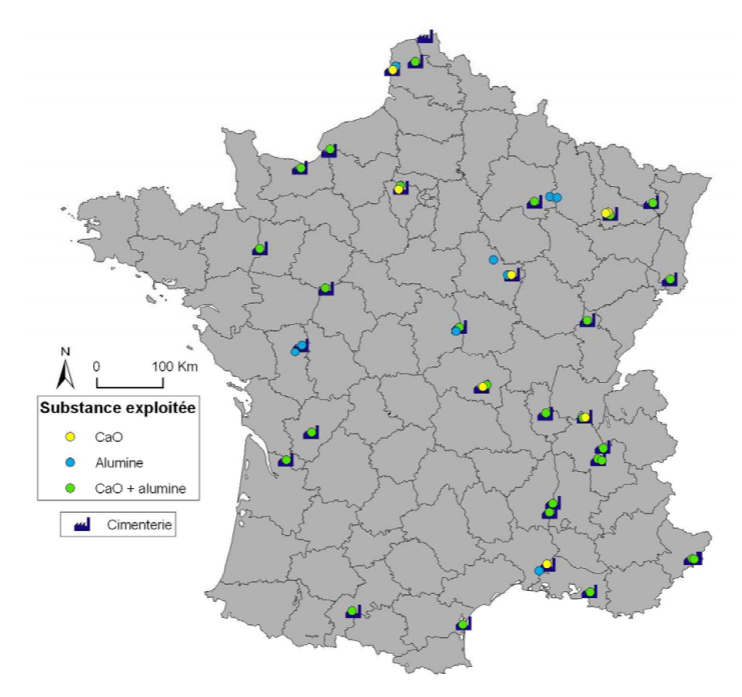 N
0 100 Km
Substance exploitée
CaO
Alumine
CaO + alumine
Cimenterie